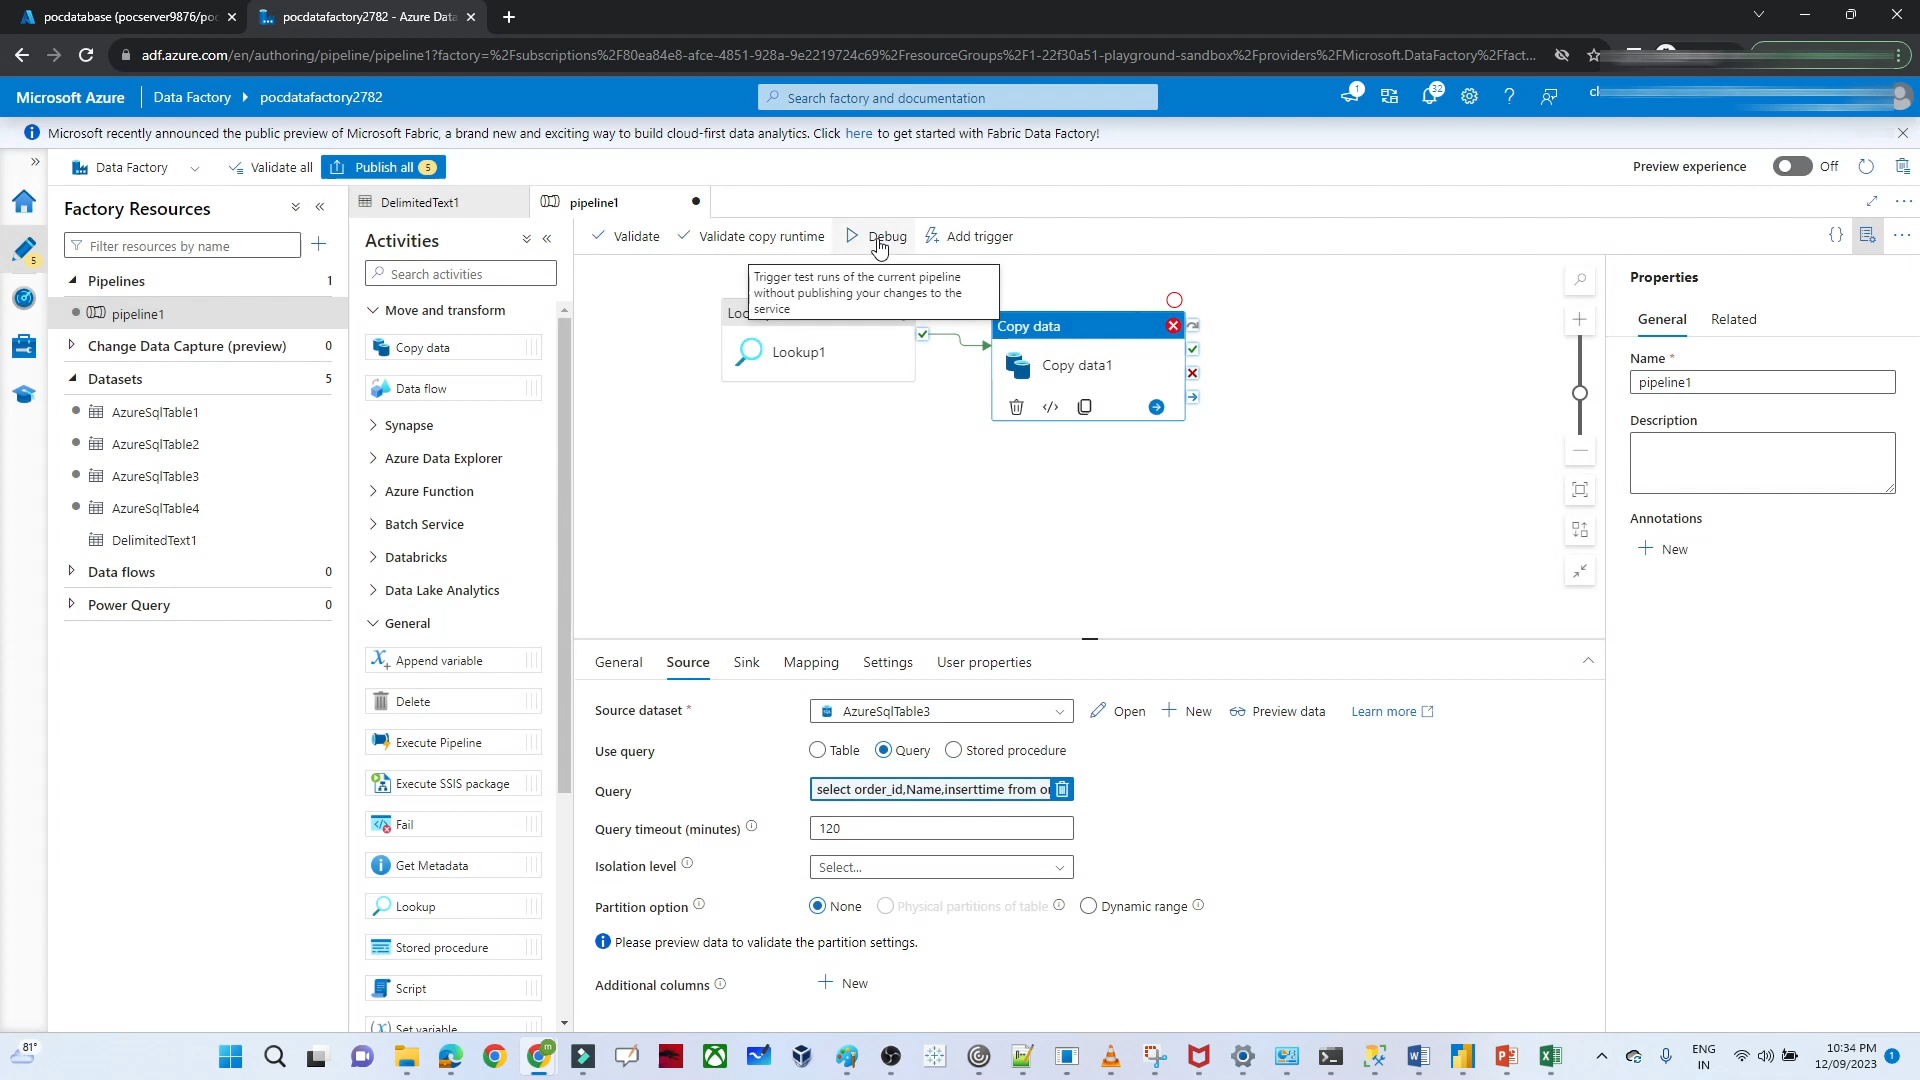 pocdatabase (pocserver9876/poc
pocdatafactory2782 - Azure Data
adf.azure.com/en/authoring/pipeline/pipeline1?factory=%2Fsubscriptions%2F80ea84e8-afce-4851-928a-9e2219724c69%2FresourceGroups%2F1-22f30a51-playground-sandbox%2Fproviders%2FMicrosoft.DataFactory%2Ffact...
Microsoft Azure
Data Factory
pocdatafactory2782
Search factory and documentation
1
32
Microsoft recently announced the public preview of Microsoft Fabric, a brand new and exciting way to build cloud-first data analytics. Click here to get started with Fabric Data Factory!
Data Factory
Validate all
Publish all 5
Preview experience
Off
5
Factory Resources
Filter resources by name
Pipelines 1
pipeline1
Change Data Capture (preview) 0
Datasets 5
AzureSqlTable1
AzureSqlTable2
AzureSqlTable3
AzureSqlTable4
DelimitedText1
Data flows 0
Power Query 0
DelimitedText1
pipeline1
Activities
Search activities
Move and transform
Copy data
Data flow
Synapse
Azure Data Explorer
Azure Function
Batch Service
Databricks
Data Lake Analytics
General
Append variable
Delete
Execute Pipeline
Execute SSIS package
Fail
Get Metadata
Lookup
Stored procedure
Script
Set variable
Validate
Validate copy runtime
Debug
Add trigger
Trigger test runs of the current pipeline
without publishing your changes to the
service
Lookup1
Copy data
Copy data1
General
Source
Sink
Mapping
Settings
User properties
Source dataset *
AzureSqlTable3
Open
New
Preview data
Learn more
Use query
Table
Query
Stored procedure
Query
select order_id,Name,inserttime from or
Query timeout (minutes)
120
Isolation level
Select...
Partition option
None
Physical partitions of table
Dynamic range
Please preview data to validate the partition settings.
Additional columns
New
Properties
General
Related
Name *
pipeline1
Description
Annotations
New
81°
ENG
IN
10:34 PM
12/09/2023
1